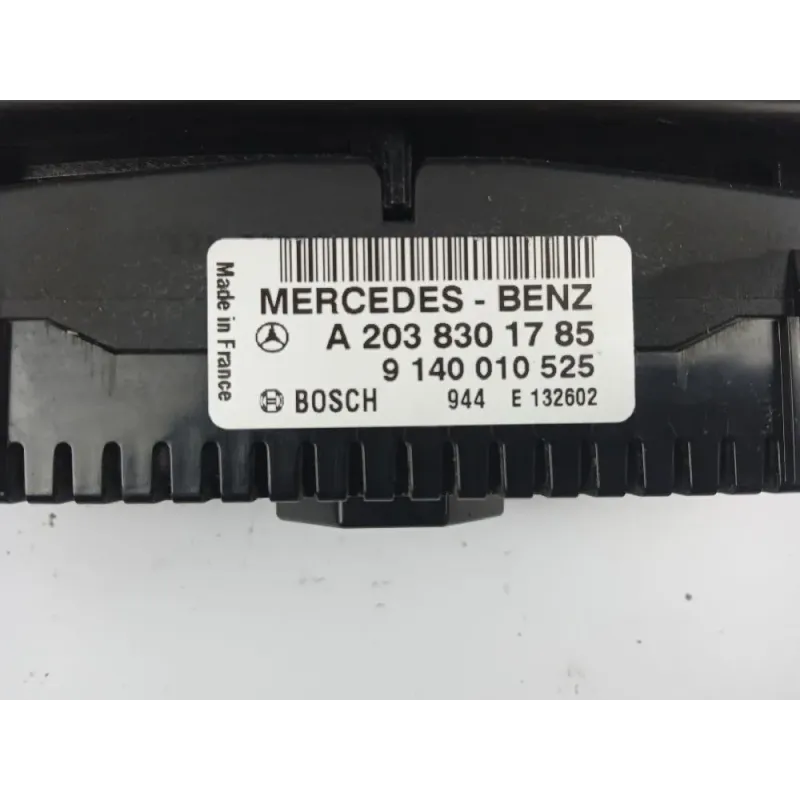 Made in France
MERCEDES - BENZ
A 203 830 17 85
9 140 010 525
BOSCH 944 E 132602